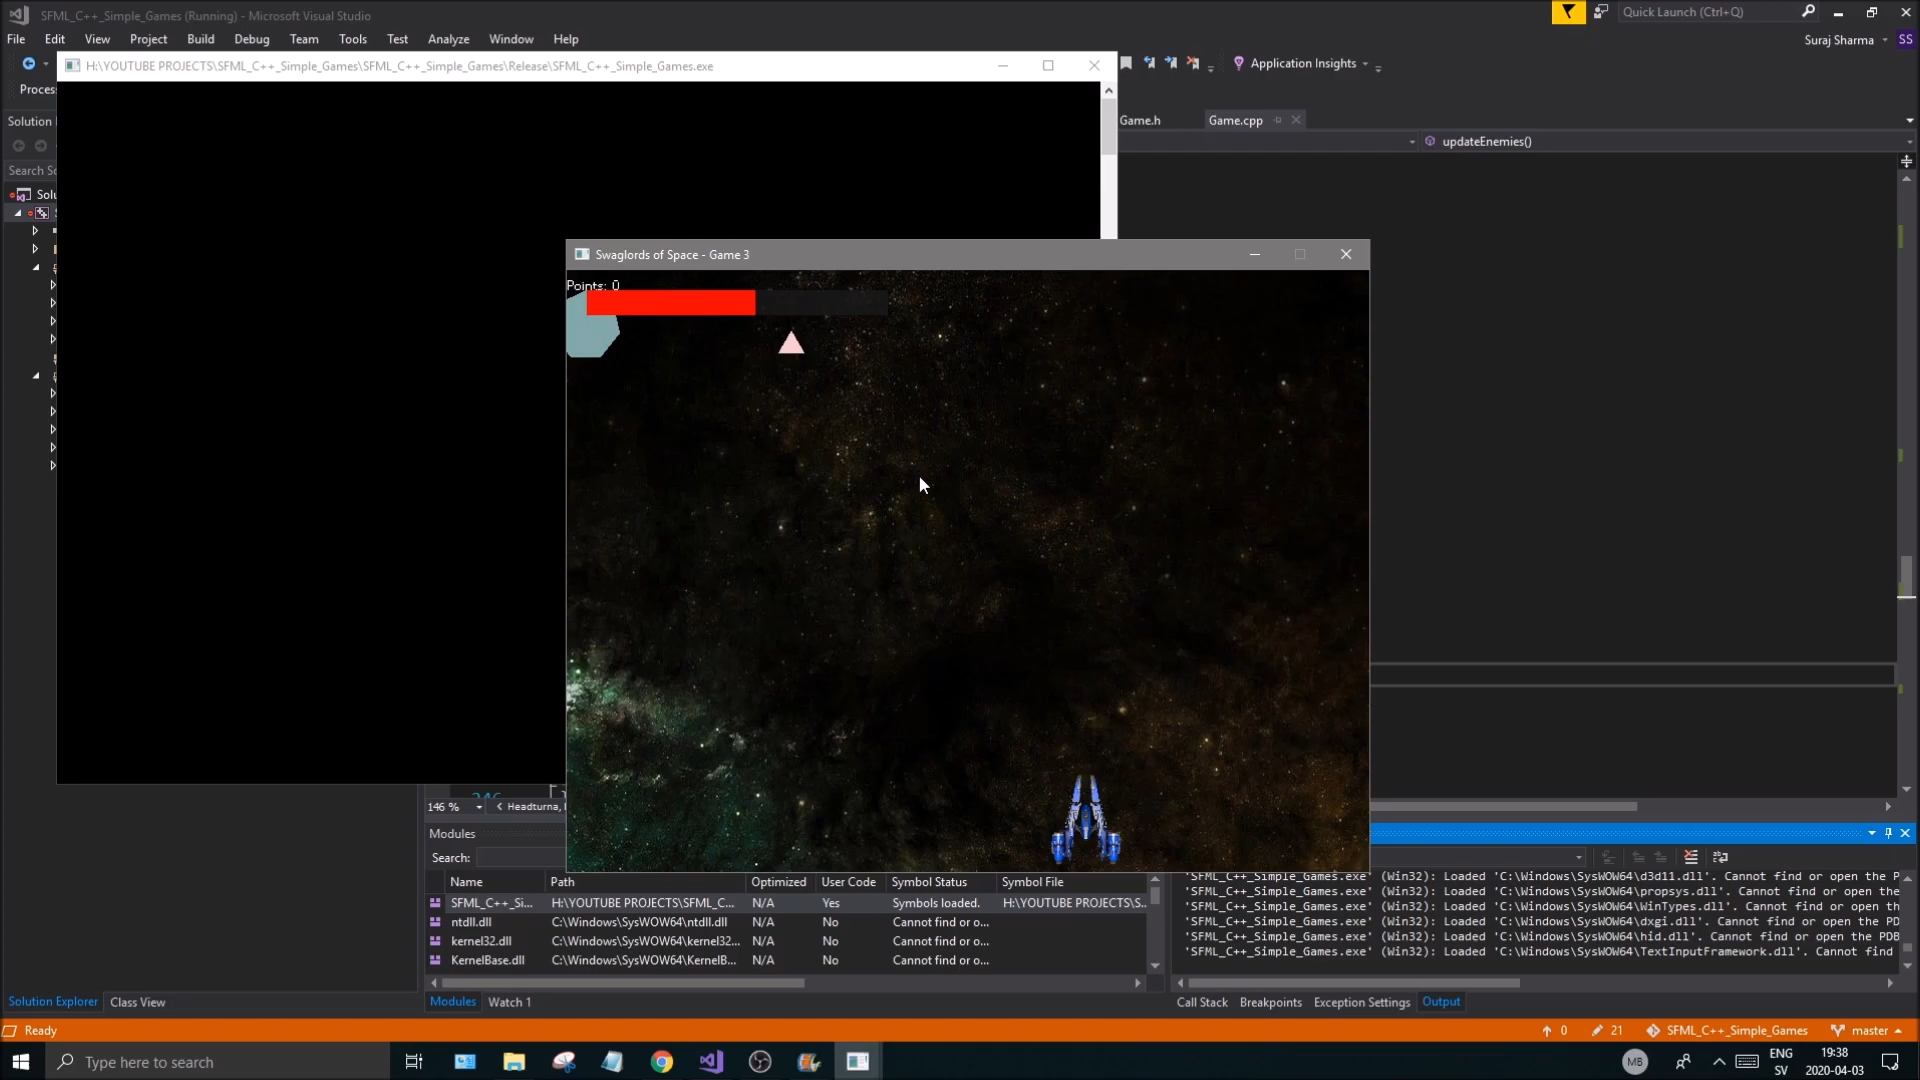 SFML_C++_Simple_Games (Running) - Microsoft Visual Studio
Quick Launch (Ctrl+Q)
File Edit View Project Build Debug Team Tools Test Analyze Window Help
Suraj Sharma SS
H:\YOUTUBE PROJECTS\SFML_C++_Simple_Games\SFML_C++_Simple_Games\Release\SFML_C++_Simple_Games.exe
Application Insights
Proces
Solution
Game.h Game.cpp
updateEnemies()
Search So
Solu
Swaglords of Space - Game 3
Points: 0
146 %
Headturna,
Modules
Search:
Name Path Optimized User Code Symbol Status Symbol File
SFML_C++_Si... H:\YOUTUBE PROJECTS\SFML_C... N/A Yes Symbols loaded. H:\YOUTUBE PROJECTS\S...
ntdll.dll C:\Windows\SysWOW64\ntdll.dll N/A No Cannot find or o...
kernel32.dll C:\Windows\SysWOW64\kernel32... N/A No Cannot find or o...
KernelBase.dll C:\Windows\SysWOW64\KernelB... N/A No Cannot find or o...
'SFML_C++_Simple_Games.exe' (Win32): Loaded 'C:\Windows\SysWOW64\d3d11.dll'. Cannot find or open the P
'SFML_C++_Simple_Games.exe' (Win32): Loaded 'C:\Windows\SysWOW64\propsys.dll'. Cannot find or open the
'SFML_C++_Simple_Games.exe' (Win32): Loaded 'C:\Windows\SysWOW64\WinTypes.dll'. Cannot find or open th
'SFML_C++_Simple_Games.exe' (Win32): Loaded 'C:\Windows\SysWOW64\dxgi.dll'. Cannot find or open the PD
'SFML_C++_Simple_Games.exe' (Win32): Loaded 'C:\Windows\SysWOW64\hid.dll'. Cannot find or open the PDB
'SFML_C++_Simple_Games.exe' (Win32): Loaded 'C:\Windows\SysWOW64\TextInputFramework.dll'. Cannot find
Solution Explorer Class View Modules Watch 1 Call Stack Breakpoints Exception Settings Output
Ready 0 21 SFML_C++_Simple_Games master
Type here to search
MB
ENG
SV
19:38
2020-04-03